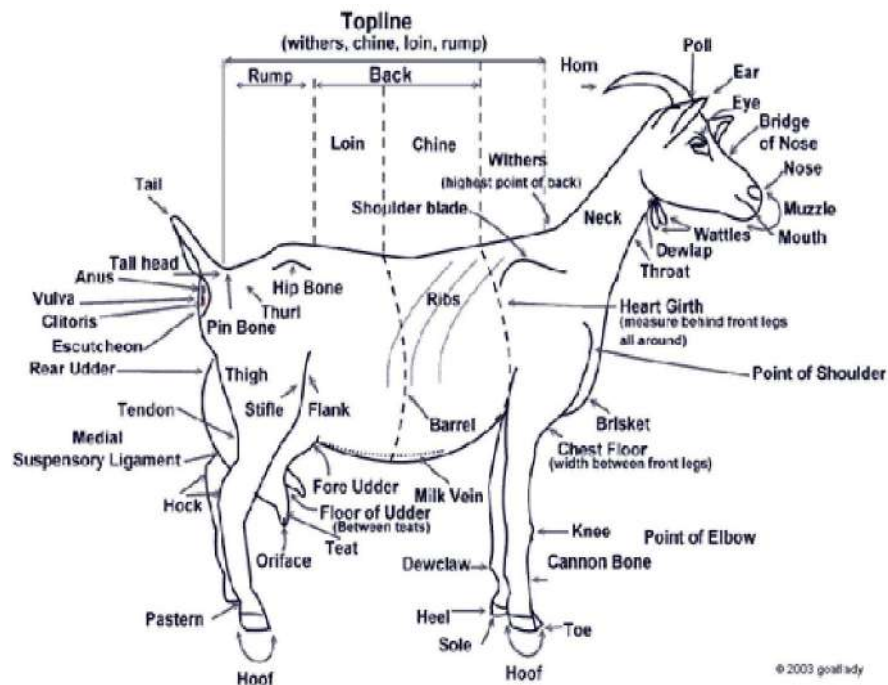 Topline
(withers, chine, loin, rump)
Rump
Back
Horn
Poll
Ear
Eye
Bridge
of Nose
Nose
Muzzle
Mouth
Loin
Chine
Withers
(highest point of back)
Shoulder blade
Neck
Wattles
Dewlap
Throat
Tail
Tail head
Anus
Vulva
Clitoris
Escutcheon
Pin Bone
Thurl
Hip Bone
Ribs
Heart Girth
(measure behind front legs
all around)
Point of Shoulder
Rear Udder
Thigh
Stifle
Flank
Barrel
Brisket
Tendon
Medial
Suspensory Ligament
Chest Floor
(width between front legs)
Hock
Fore Udder
Milk Vein
Floor of Udder
(Between teats)
Teat
Oriface
Knee
Point of Elbow
Dewclaw
Cannon Bone
Pastern
Heel
Sole
Toe
Hoof
Hoof
© 2003 goatlady